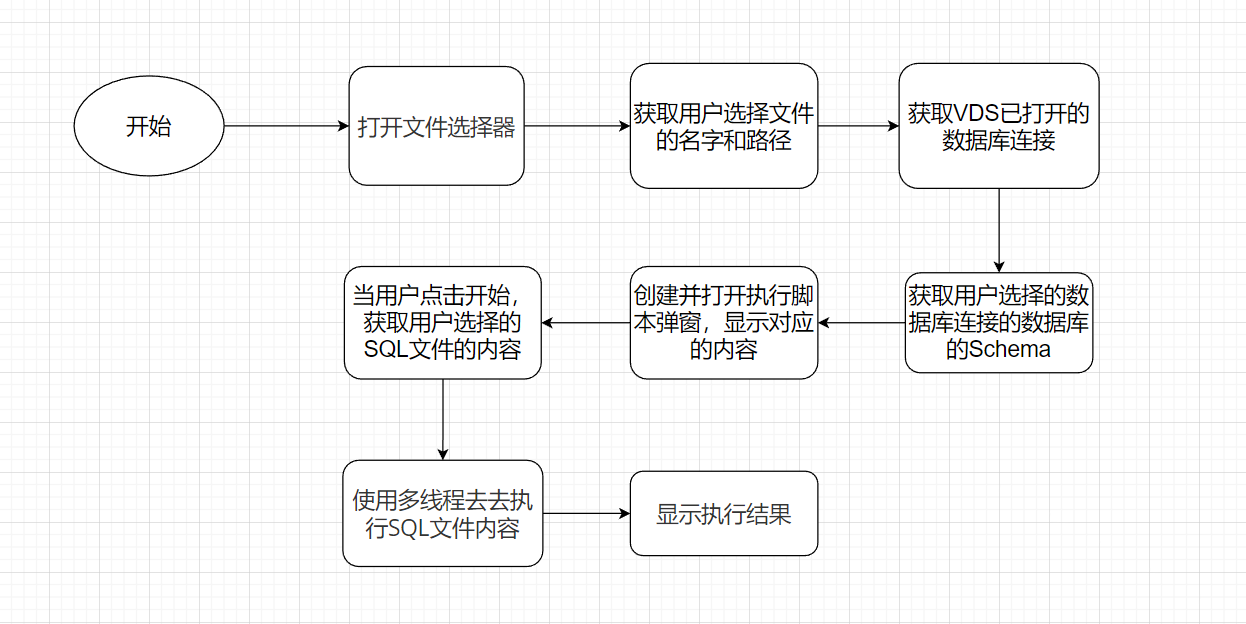 开始
打开文件选择器
获取用户选择文件
的名字和路径
获取VDS已打开的
数据库连接
获取用户选择的数
据库连接的数据库
的Schema
创建并打开执行脚
本弹窗，显示对应
的内容
当用户点击开始，
获取用户选择的
SQL文件的内容
使用多线程去去执
行SQL文件内容
显示执行结果